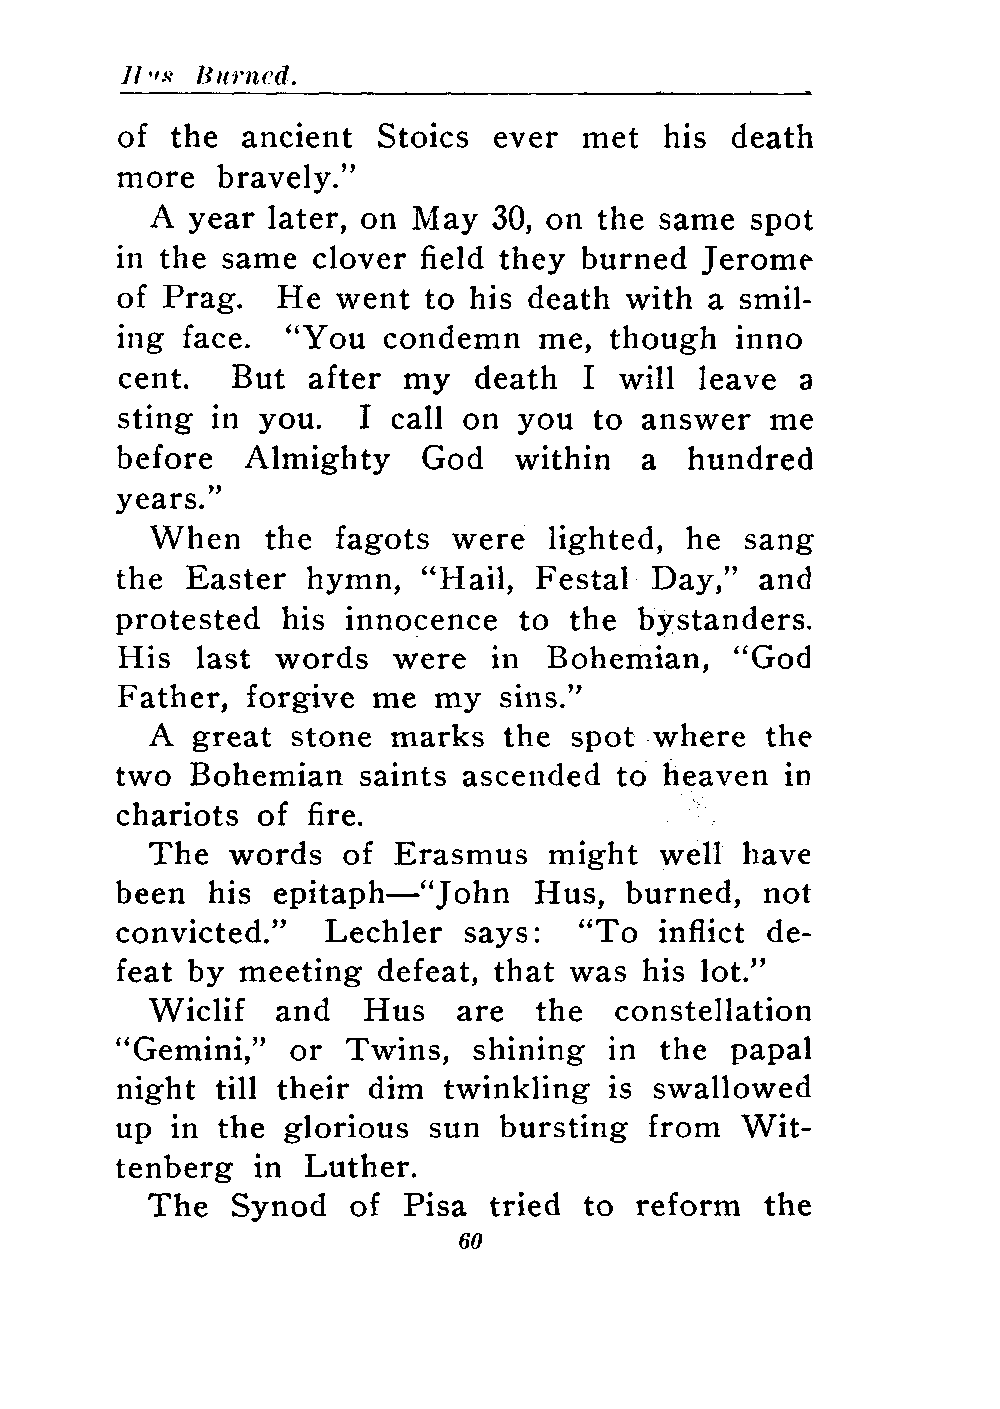 Hus Burned.
of the ancient Stoics ever met his death
more bravely.”
A year later, on May 30, on the same spot
in the same clover field they burned Jerome
of Prag. He went to his death with a smil-
ing face. “You condemn me, though inno
cent. But after my death I will leave a
sting in you. I call on you to answer me
before Almighty God within a hundred
years.”
When the fagots were lighted, he sang
the Easter hymn, “Hail, Festal Day,” and
protested his innocence to the bystanders.
His last words were in Bohemian, “God
Father, forgive me my sins.”
A great stone marks the spot where the
two Bohemian saints ascended to heaven in
chariots of fire.
The words of Erasmus might well have
been his epitaph—“John Hus, burned, not
convicted.” Lechler says: “To inflict de-
feat by meeting defeat, that was his lot.”
Wiclif and Hus are the constellation
“Gemini,” or Twins, shining in the papal
night till their dim twinkling is swallowed
up in the glorious sun bursting from Wit-
tenberg in Luther.
The Synod of Pisa tried to reform the
60